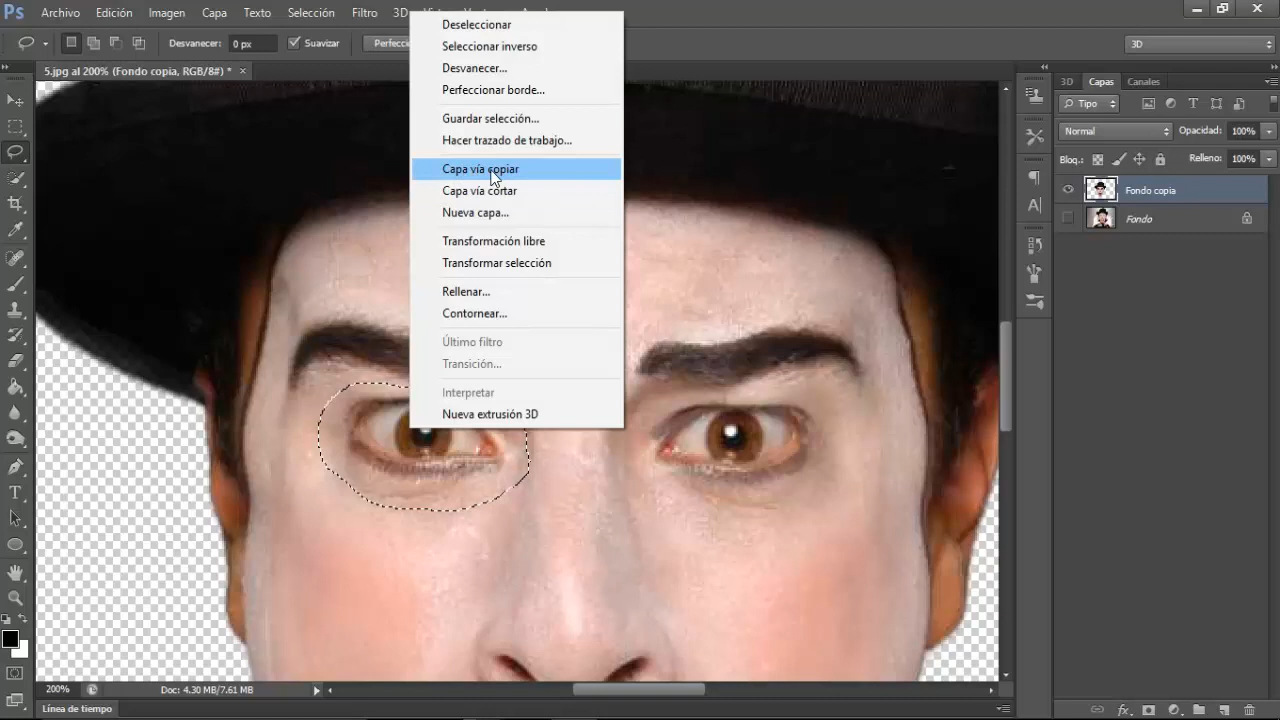 Ps Archivo Edición Imagen Capa Texto Selección Filtro 3D
Desvanecer: 0 px Suavizar 3D
5.jpg al 200% (Fondo copia, RGB/8#) * ×
Deseleccionar
Seleccionar inverso
Desvanecer...
Perfeccionar borde...
Guardar selección...
Hacer trazado de trabajo...
Capa vía copiar
Capa vía cortar
Nueva capa...
Transformación libre
Transformar selección
Rellenar...
Contornear...
Último filtro
Transición...
Interpretar
Nueva extrusión 3D
3D Capas Canales
Tipo
Normal Opacidad: 100%
Bloq.: Relleno: 100%
Fondo copia
Fondo
200% Doc: 4.30 MB/7.61 MB
Línea de tiempo